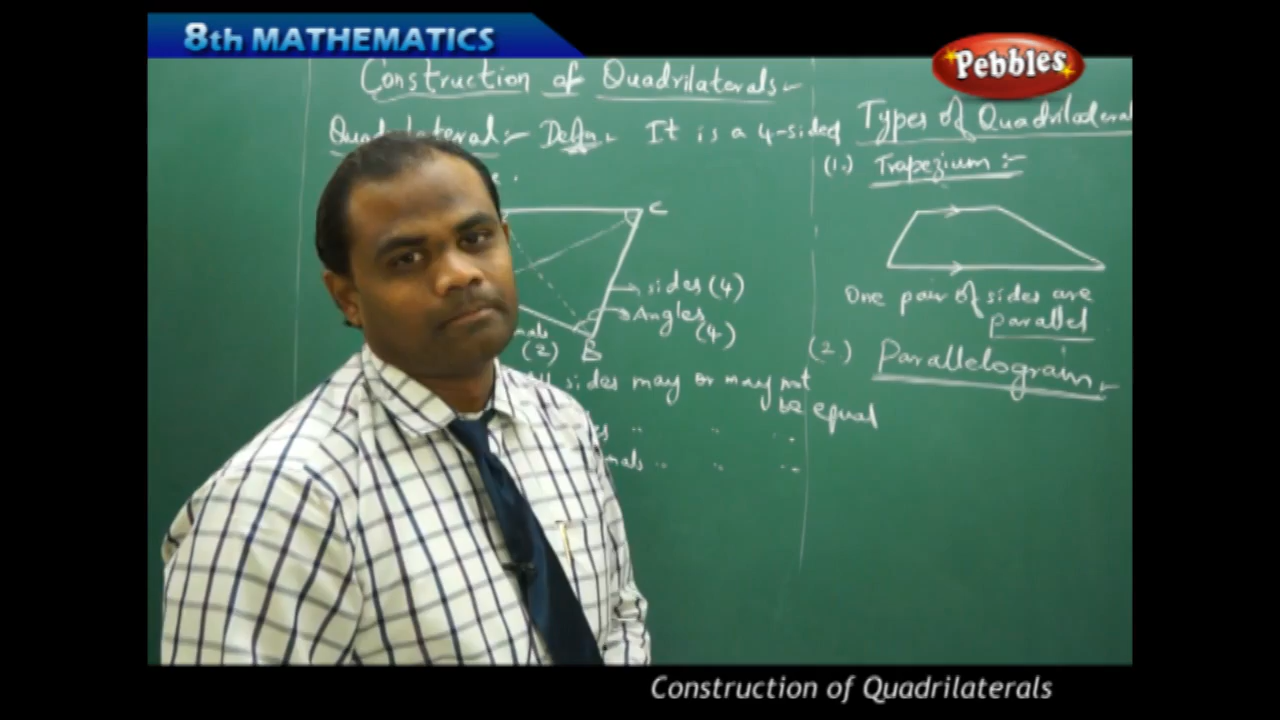 8th MATHEMATICS
Pebbles
Construction of Quadrilaterals
Quadrilateral Defn. It is a 4-sided
C
sides (4)
Angles
(4)
(2)
B
sides may or may not
be equal
Types of Quadrilateral
(1.) Trapezium :-
One pair of sides are
parallel
(2) Parallelogram
Construction of Quadrilaterals